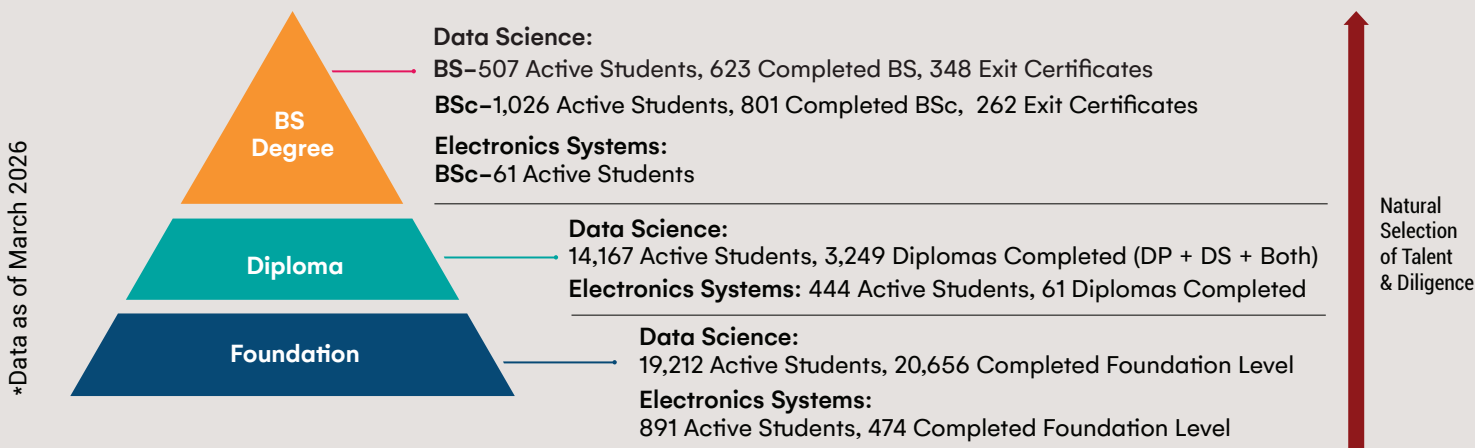 *Data as of March 2026
BS
Degree
Data Science:
BS–507 Active Students, 623 Completed BS, 348 Exit Certificates
BSc–1,026 Active Students, 801 Completed BSc, 262 Exit Certificates
Electronics Systems:
BSc–61 Active Students
Diploma
Data Science:
14,167 Active Students, 3,249 Diplomas Completed (DP + DS + Both)
Electronics Systems: 444 Active Students, 61 Diplomas Completed
Foundation
Data Science:
19,212 Active Students, 20,656 Completed Foundation Level
Electronics Systems:
891 Active Students, 474 Completed Foundation Level
Natural
Selection
of Talent
& Diligence